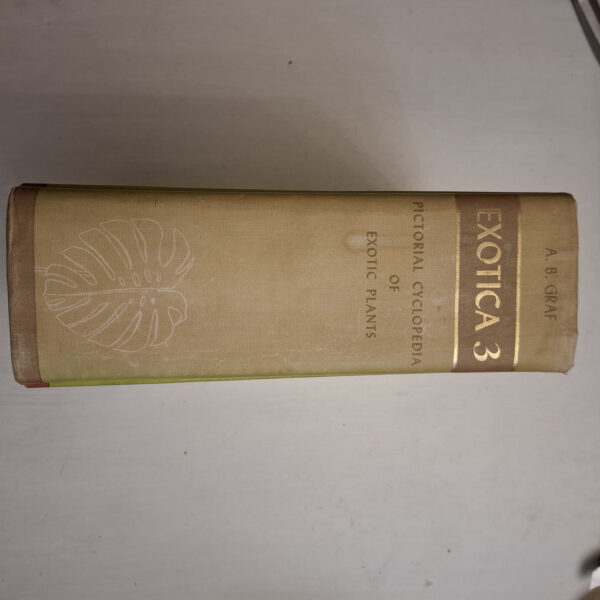 A. B. GRAF
EXOTICA 3
PICTORIAL CYCLOPEDIA
OF
EXOTIC PLANTS